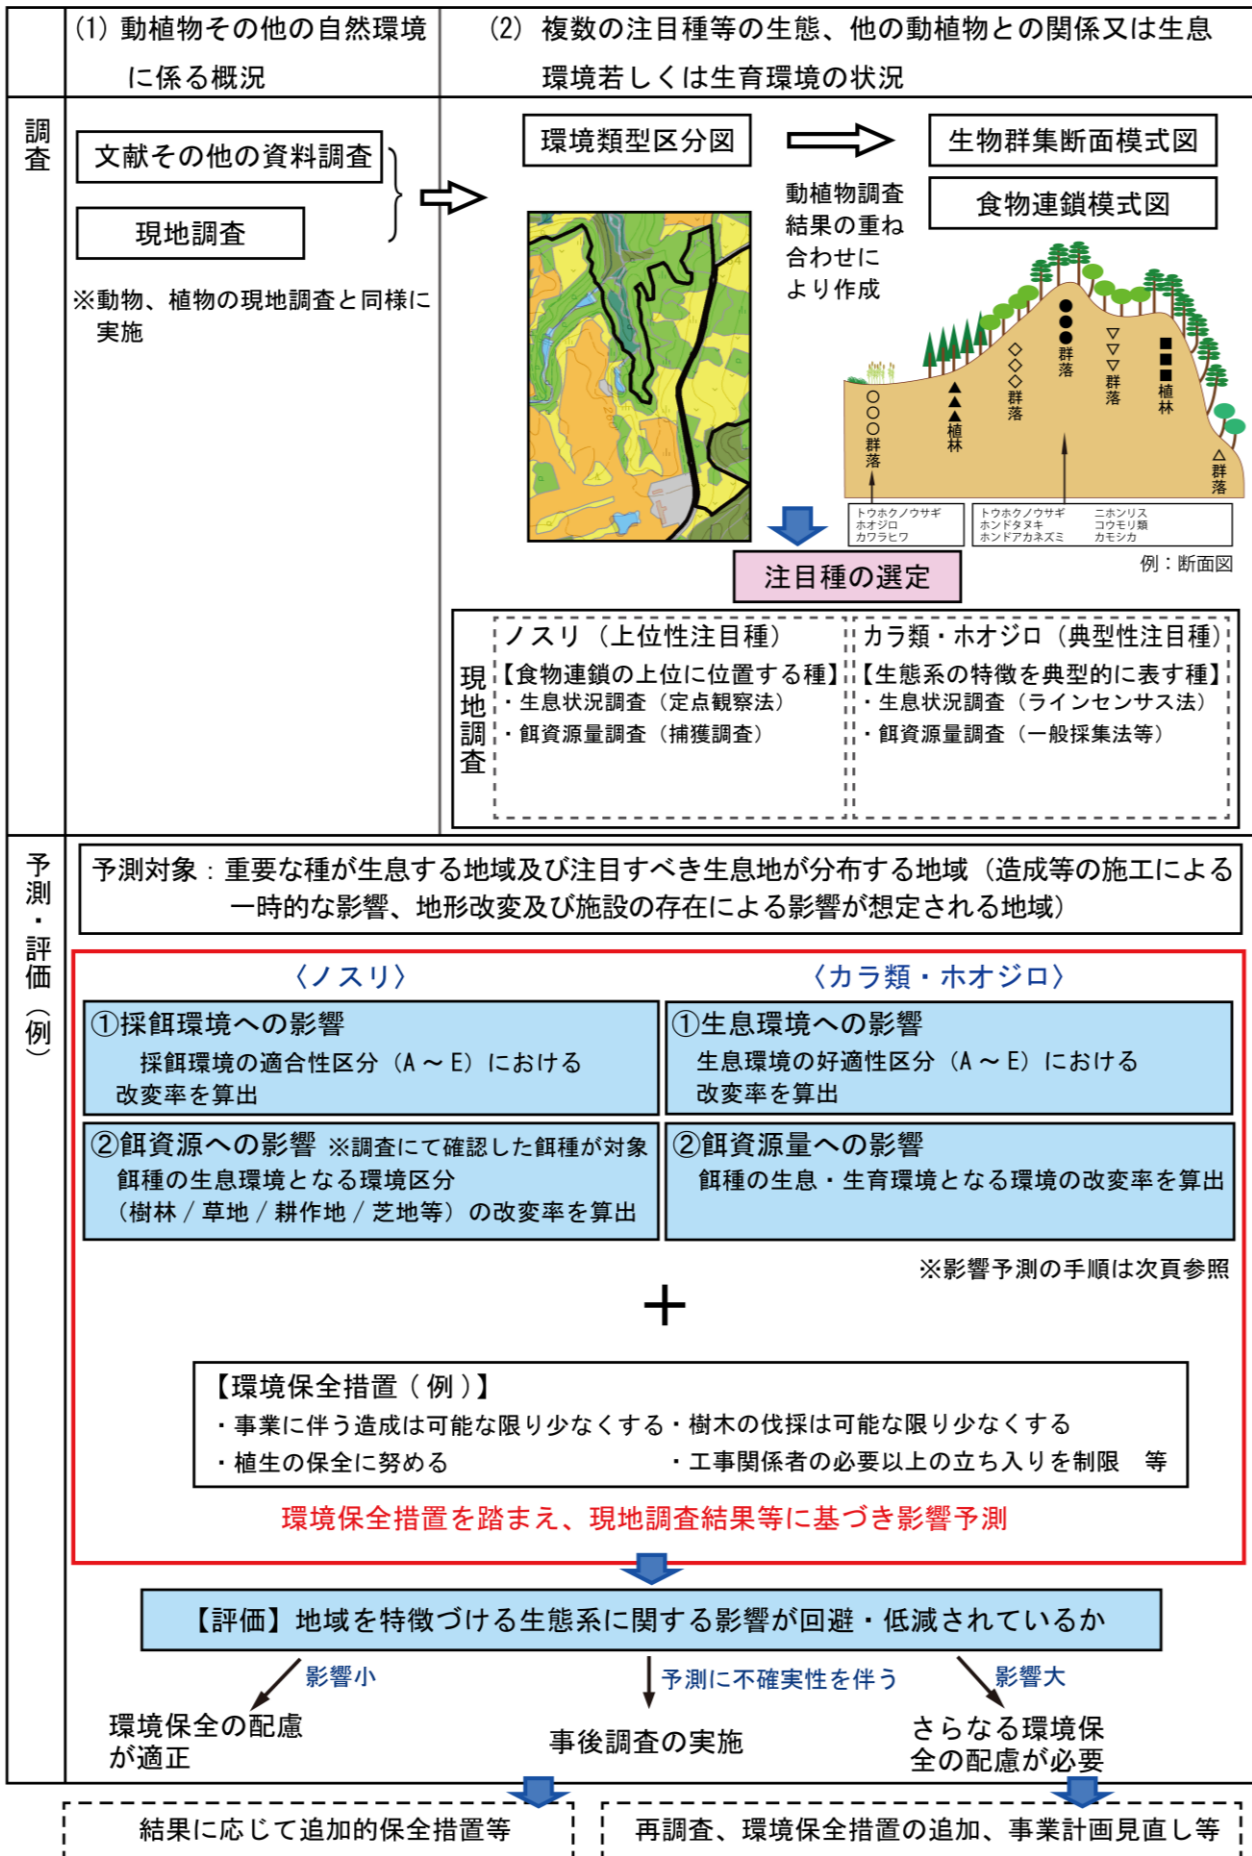 (1) 動植物その他の自然環境
に係る概況
(2) 複数の注目種等の生態、他の動植物との関係又は生息
環境若しくは生育環境の状況
調査
文献その他の資料調査
現地調査
※動物、植物の現地調査と同様に
実施
環境類型区分図
動植物調査
結果の重ね
合わせに
より作成
生物群集断面模式図
食物連鎖模式図
○○○群落
▲▲▲植林
◇◇◇群落
●●●群落
▽▽▽群落
■■■植林
△群落
トウホクノウサギ
ホオジロ
カワラヒワ
トウホクノウサギ ニホンリス
ホンドタヌキ コウモリ類
ホンドアカネズミ カモシカ
例：断面図
注目種の選定
現地調査
ノスリ（上位性注目種）
【食物連鎖の上位に位置する種】
・生息状況調査（定点観察法）
・餌資源量調査（捕獲調査）
カラ類・ホオジロ（典型性注目種）
【生態系の特徴を典型的に表す種】
・生息状況調査（ラインセンサス法）
・餌資源量調査（一般採集法等）
予測・評価（例）
予測対象：重要な種が生息する地域及び注目すべき生息地が分布する地域（造成等の施工による
一時的な影響、地形改変及び施設の存在による影響が想定される地域）
〈ノスリ〉
①採餌環境への影響
採餌環境の適合性区分（A～E）における
改変率を算出
②餌資源への影響 ※調査にて確認した餌種が対象
餌種の生息環境となる環境区分
（樹林/草地/耕作地/芝地等）の改変率を算出
〈カラ類・ホオジロ〉
①生息環境への影響
生息環境の好適性区分（A～E）における
改変率を算出
②餌資源量への影響
餌種の生息・生育環境となる環境の改変率を算出
※影響予測の手順は次頁参照
＋
【環境保全措置(例)】
・事業に伴う造成は可能な限り少なくする・樹木の伐採は可能な限り少なくする
・植生の保全に努める ・工事関係者の必要以上の立ち入りを制限 等
環境保全措置を踏まえ、現地調査結果等に基づき影響予測
【評価】地域を特徴づける生態系に関する影響が回避・低減されているか
影響小
予測に不確実性を伴う
影響大
環境保全の配慮
が適正
事後調査の実施
さらなる環境保
全の配慮が必要
結果に応じて追加的保全措置等
再調査、環境保全措置の追加、事業計画見直し等